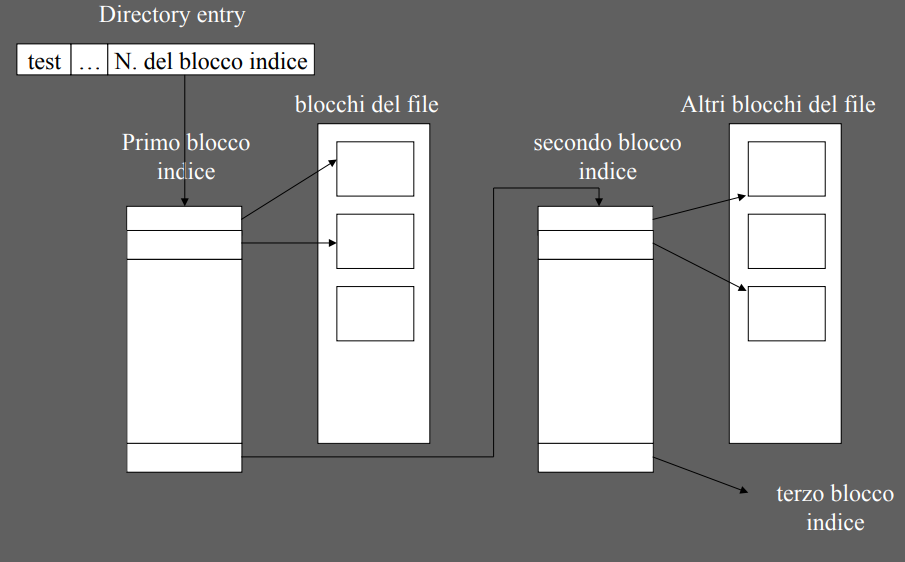 Directory entry
test … N. del blocco indice
blocchi del file
Altri blocchi del file
Primo blocco
indice
secondo blocco
indice
terzo blocco
indice